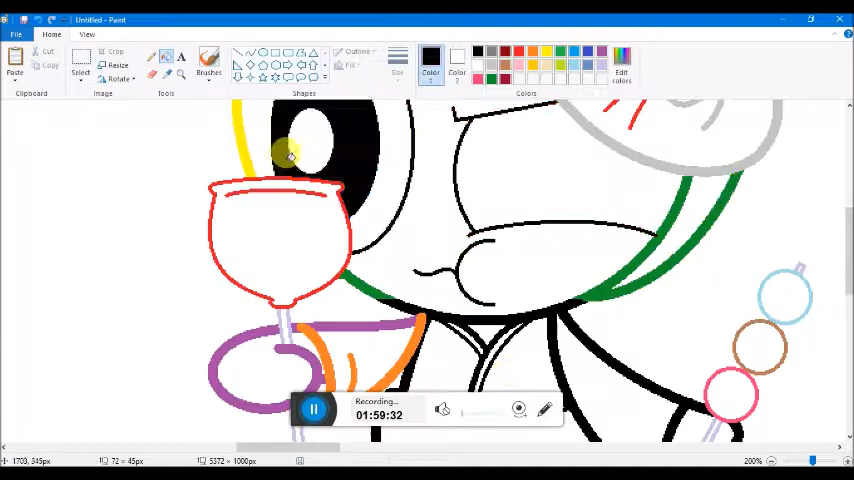 Untitled - Paint
File Home View
Paste
Cut
Copy
Clipboard
Select
Crop
Resize
Rotate
Image
A
Tools
Brushes
Shapes
Outline
Fill
Size
Color 1
Color 2
Edit colors
Colors
Recording...
01:59:32
1703, 345px
72 × 45px
5372 × 1000px
200%